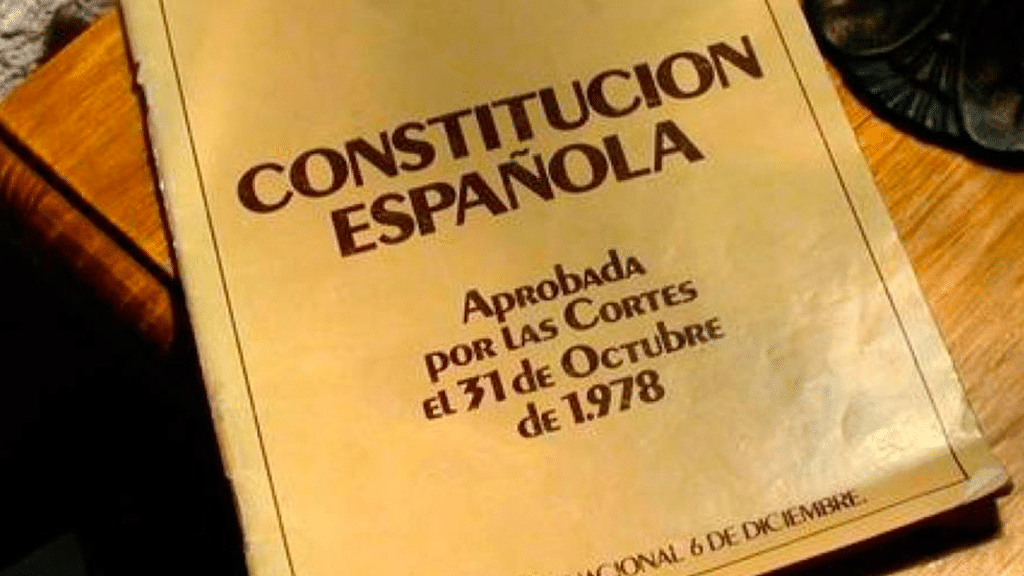 CONSTITUCION
ESPAÑOLA
Aprobada
por las Cortes
el 31 de Octubre
de 1.978
NACIONAL 6 DE DICIEMBRE.